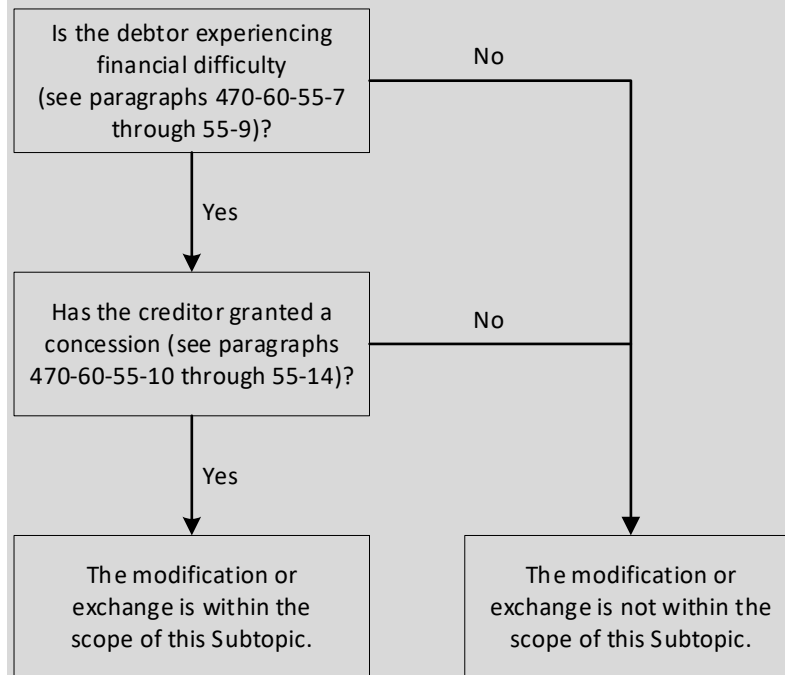 Is the debtor experiencing
financial difficulty
(see paragraphs 470-60-55-7
through 55-9)?
No
Yes
Has the creditor granted a
concession (see paragraphs
470-60-55-10 through 55-14)?
No
Yes
The modification or
exchange is within the
scope of this Subtopic.
The modification or
exchange is not within the
scope of this Subtopic.